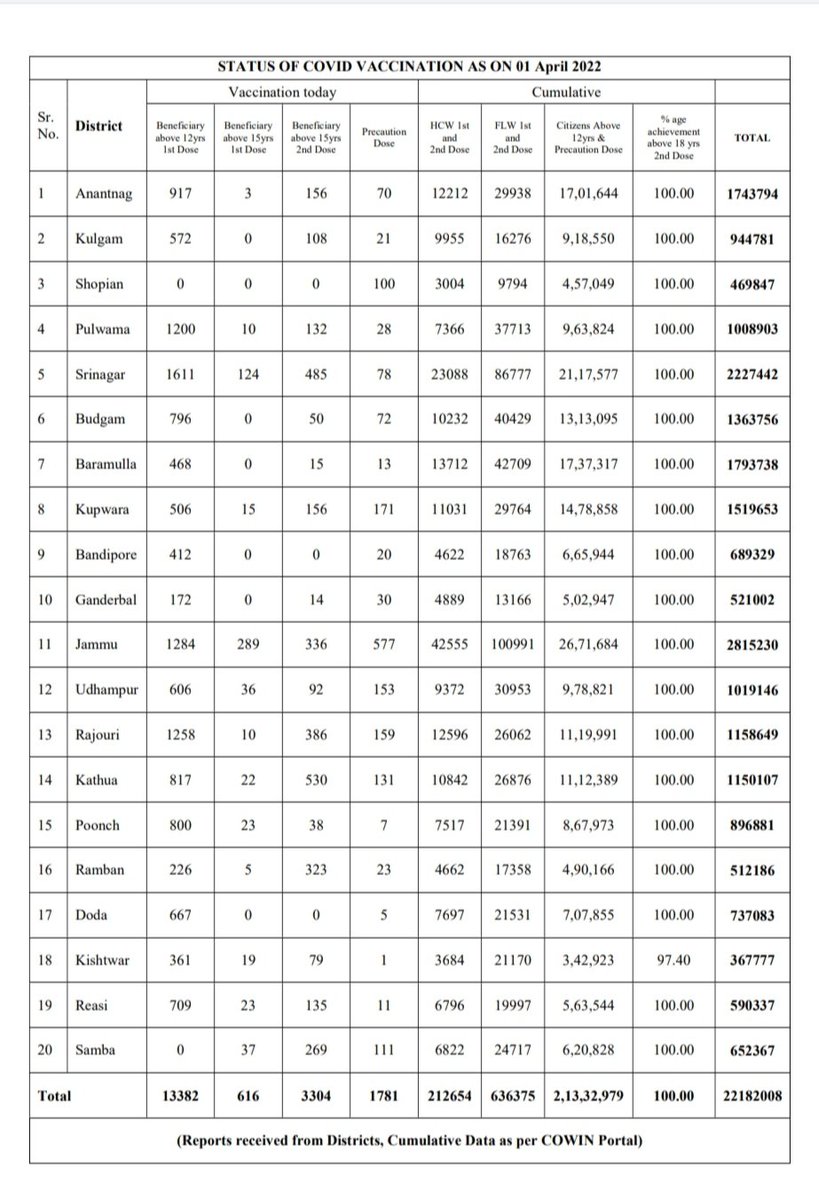 STATUS OF COVID VACCINATION AS ON 01 April 2022
Sr. No. District Vaccination today Cumulative
Beneficiary above 12yrs 1st Dose Beneficiary above 15yrs 1st Dose Beneficiary above 15yrs 2nd Dose Precaution Dose HCW 1st and 2nd Dose FLW 1st and 2nd Dose Citizens Above 12yrs & Precaution Dose % age achievement above 18 yrs 2nd Dose TOTAL
1 Anantnag 917 3 156 70 12212 29938 17,01,644 100.00 1743794
2 Kulgam 572 0 108 21 9955 16276 9,18,550 100.00 944781
3 Shopian 0 0 0 100 3004 9794 4,57,049 100.00 469847
4 Pulwama 1200 10 132 28 7366 37713 9,63,824 100.00 1008903
5 Srinagar 1611 124 485 78 23088 86777 21,17,577 100.00 2227442
6 Budgam 796 0 50 72 10232 40429 13,13,095 100.00 1363756
7 Baramulla 468 0 15 13 13712 42709 17,37,317 100.00 1793738
8 Kupwara 506 15 156 171 11031 29764 14,78,858 100.00 1519653
9 Bandipore 412 0 0 20 4622 18763 6,65,944 100.00 689329
10 Ganderbal 172 0 14 30 4889 13166 5,02,947 100.00 521002
11 Jammu 1284 289 336 577 42555 100991 26,71,684 100.00 2815230
12 Udhampur 606 36 92 153 9372 30953 9,78,821 100.00 1019146
13 Rajouri 1258 10 386 159 12596 26062 11,19,991 100.00 1158649
14 Kathua 817 22 530 131 10842 26876 11,12,389 100.00 1150107
15 Poonch 800 23 38 7 7517 21391 8,67,973 100.00 896881
16 Ramban 226 5 323 23 4662 17358 4,90,166 100.00 512186
17 Doda 667 0 0 5 7697 21531 7,07,855 100.00 737083
18 Kishtwar 361 19 79 1 3684 21170 3,42,923 97.40 367777
19 Reasi 709 23 135 11 6796 19997 5,63,544 100.00 590337
20 Samba 0 37 269 111 6822 24717 6,20,828 100.00 652367
Total 13382 616 3304 1781 212654 636375 2,13,32,979 100.00 22182008
(Reports received from Districts, Cumulative Data as per COWIN Portal)